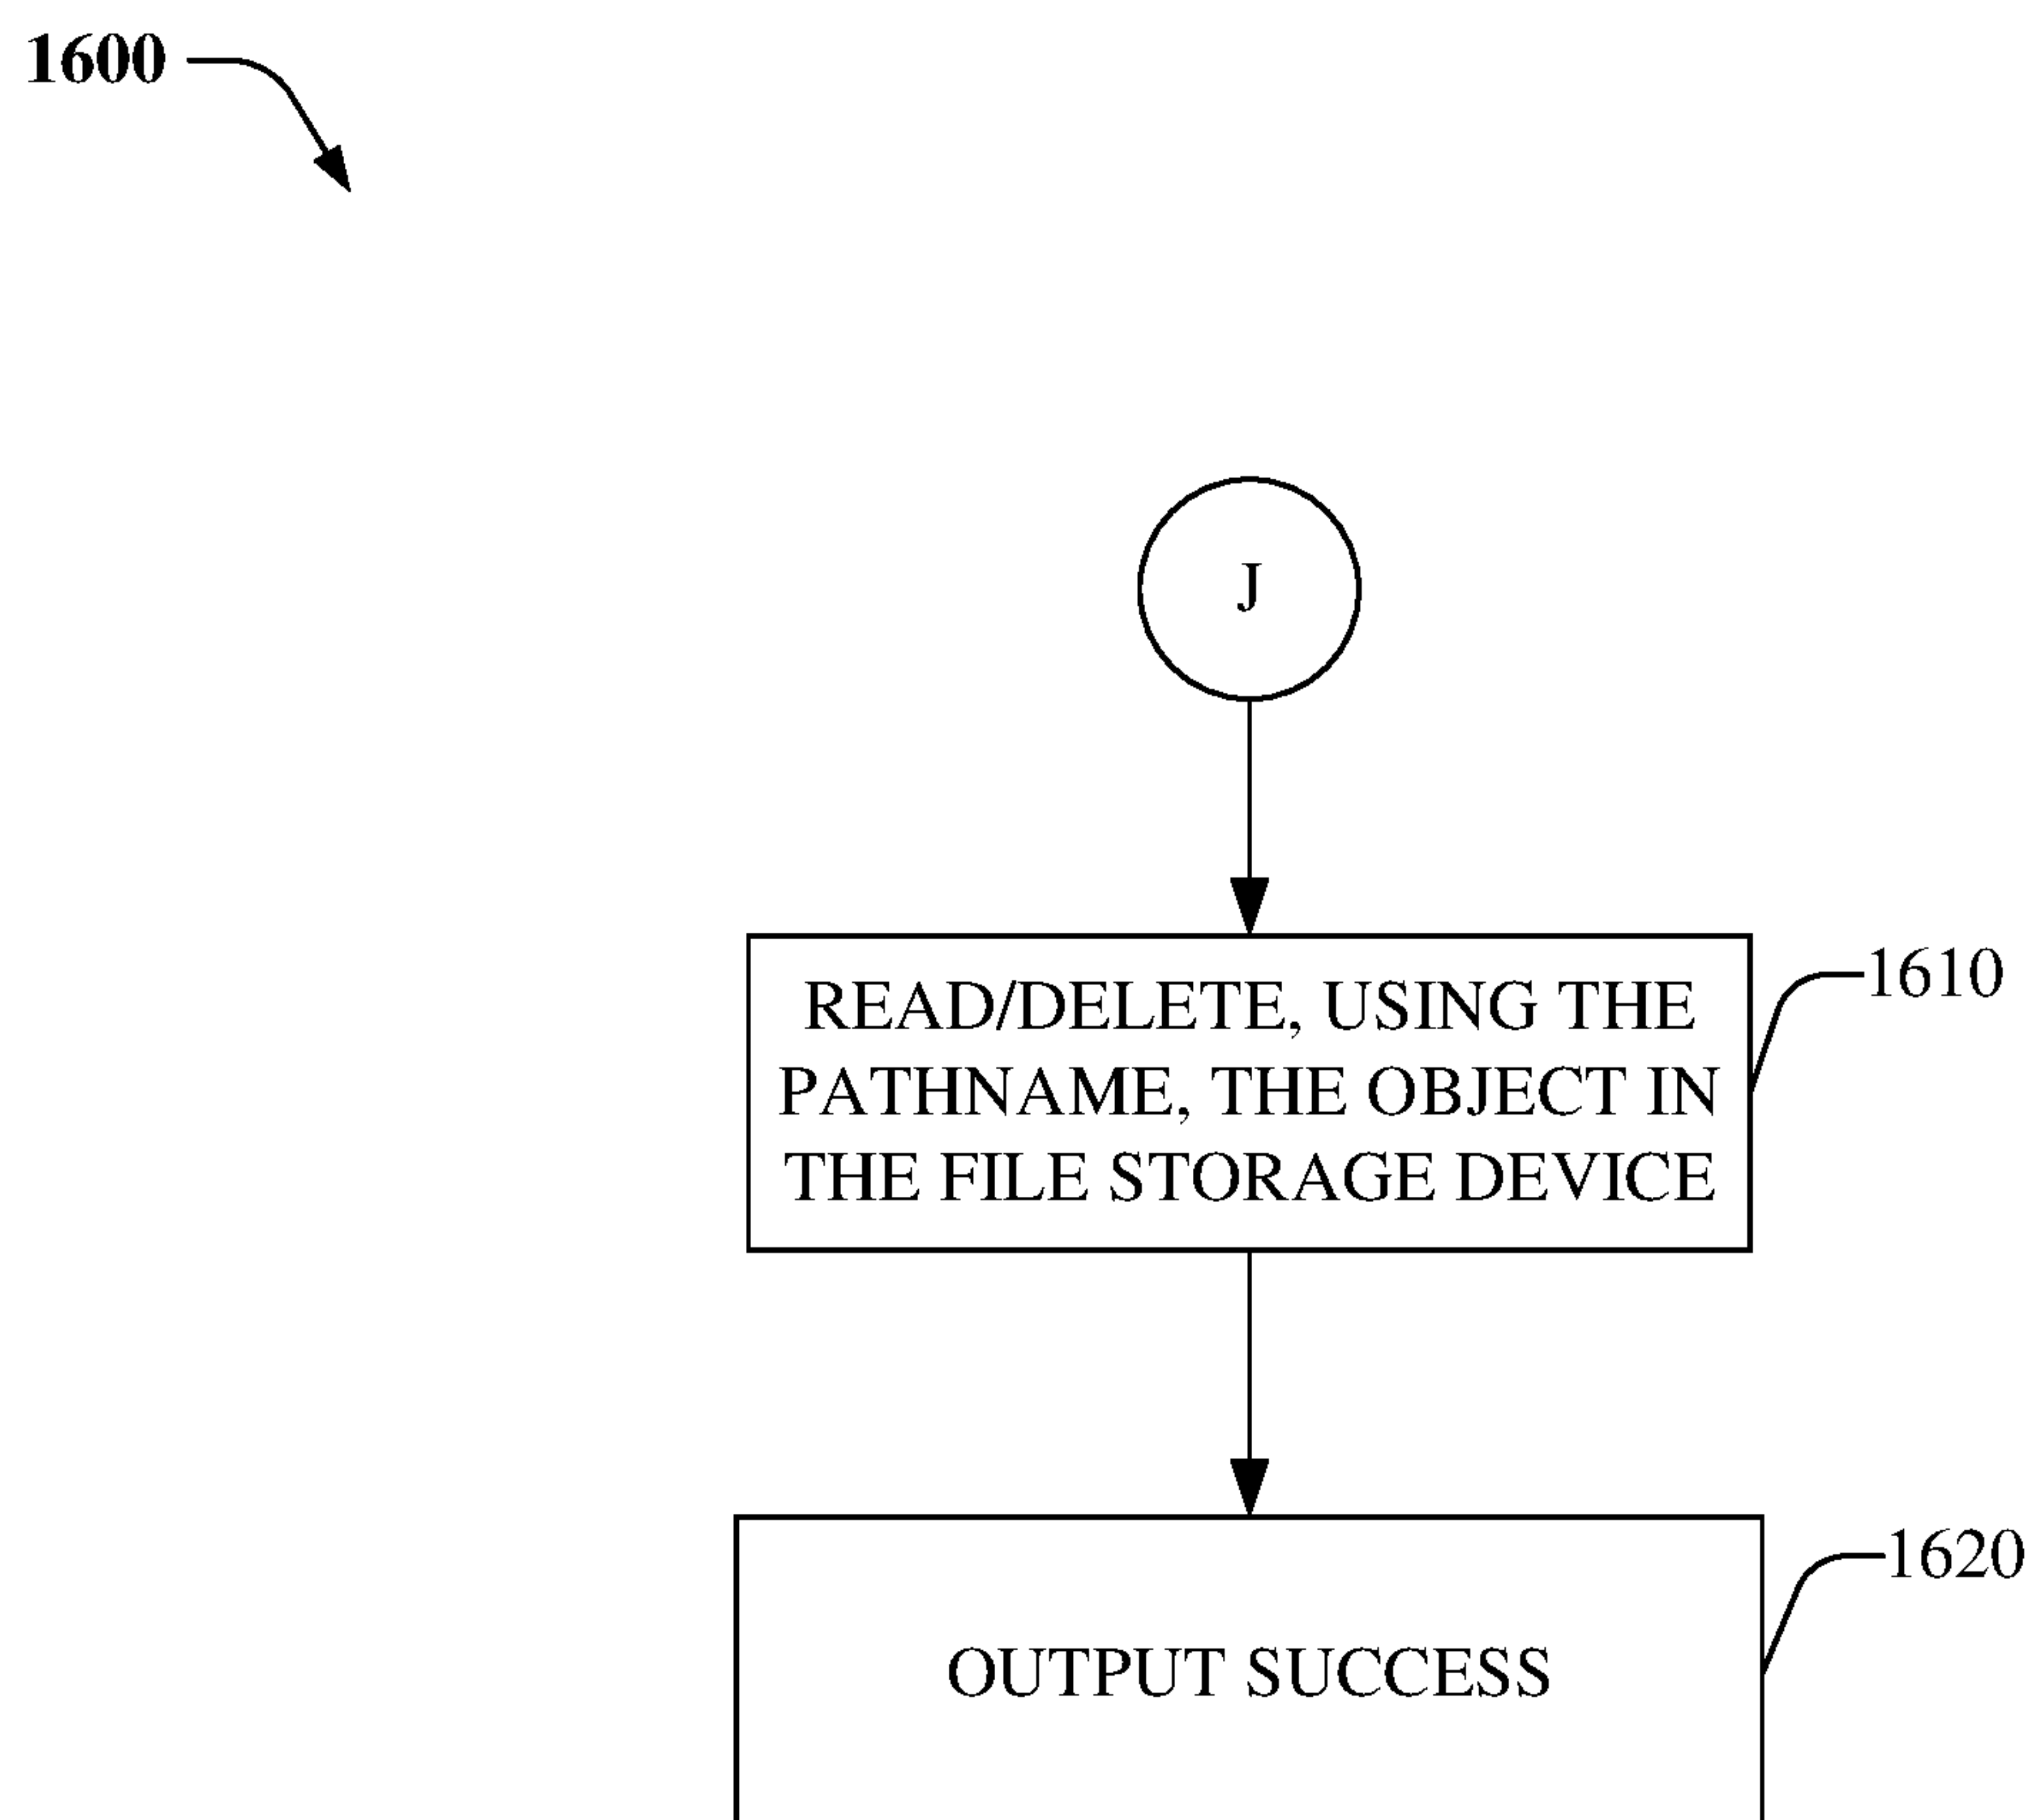 1600
J
READ/DELETE, USING THE
PATHNAME, THE OBJECT IN
THE FILE STORAGE DEVICE
1610
OUTPUT SUCCESS
1620